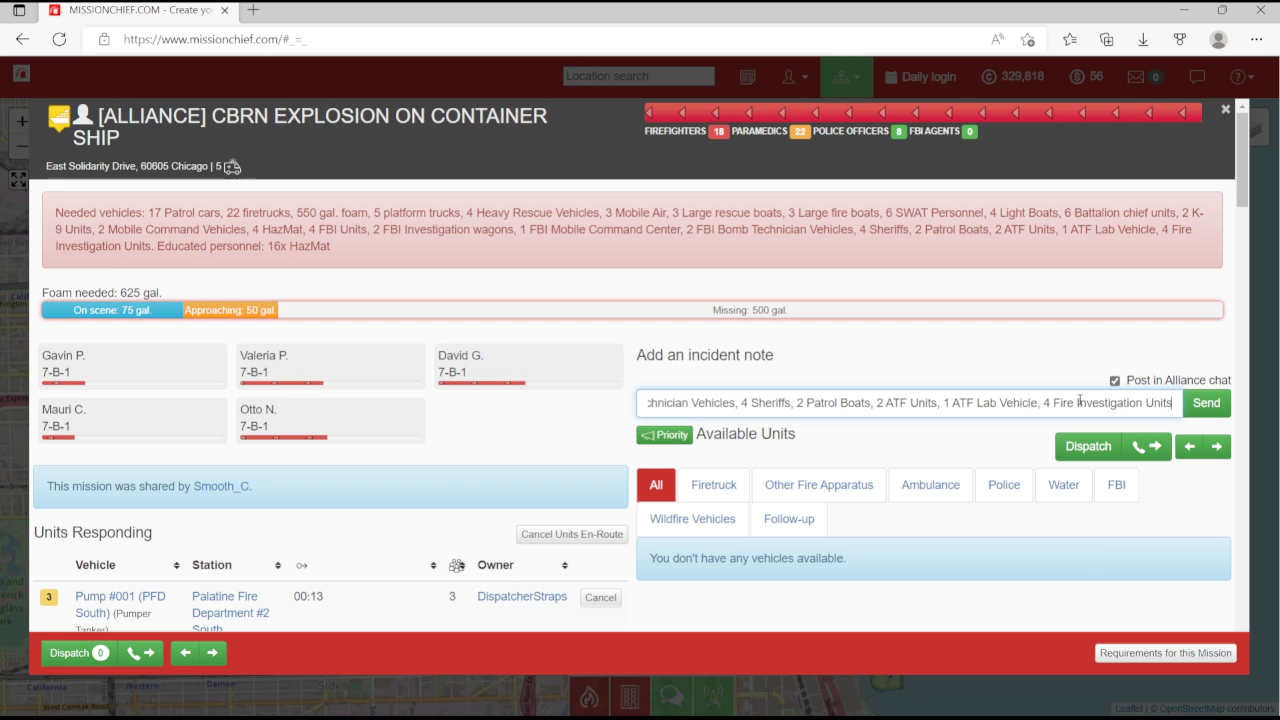 MISSIONCHIEF.COM - Create yo
https://www.missionchief.com/#_=_
Location search
Daily login
329,818
56
0
[ALLIANCE] CBRN EXPLOSION ON CONTAINER
SHIP
FIREFIGHTERS 18 PARAMEDICS 22 POLICE OFFICERS 8 FBI AGENTS 0
East Solidarity Drive, 60605 Chicago | 5
Needed vehicles: 17 Patrol cars, 22 firetrucks, 550 gal. foam, 5 platform trucks, 4 Heavy Rescue Vehicles, 3 Mobile Air, 3 Large rescue boats, 3 Large fire boats, 6 SWAT Personnel, 4 Light Boats, 6 Battalion chief units, 2 K-
9 Units, 2 Mobile Command Vehicles, 4 HazMat, 4 FBI Units, 2 FBI Investigation wagons, 1 FBI Mobile Command Center, 2 FBI Bomb Technician Vehicles, 4 Sheriffs, 2 Patrol Boats, 2 ATF Units, 1 ATF Lab Vehicle, 4 Fire
Investigation Units. Educated personnel: 16x HazMat
Foam needed: 625 gal.
On scene: 75 gal.
Approaching: 50 gal.
Missing: 500 gal.
Gavin P.
7-B-1
Valeria P.
7-B-1
David G.
7-B-1
Mauri C.
7-B-1
Otto N.
7-B-1
Add an incident note
Post in Alliance chat
chnician Vehicles, 4 Sheriffs, 2 Patrol Boats, 2 ATF Units, 1 ATF Lab Vehicle, 4 Fire Investigation Units
Send
Priority
Available Units
Dispatch
All
Firetruck
Other Fire Apparatus
Ambulance
Police
Water
FBI
Wildfire Vehicles
Follow-up
You don't have any vehicles available.
This mission was shared by Smooth_C.
Units Responding
Cancel Units En-Route
Vehicle
Station
Owner
3
Pump #001 (PFD
South) (Pumper
Tanker)
Palatine Fire
Department #2
South
00:13
3
DispatcherStraps
Cancel
Dispatch 0
Requirements for this Mission
California
Western
Damen
Side
West Cermak Road
Leaflet | © OpenStreetMap contributors